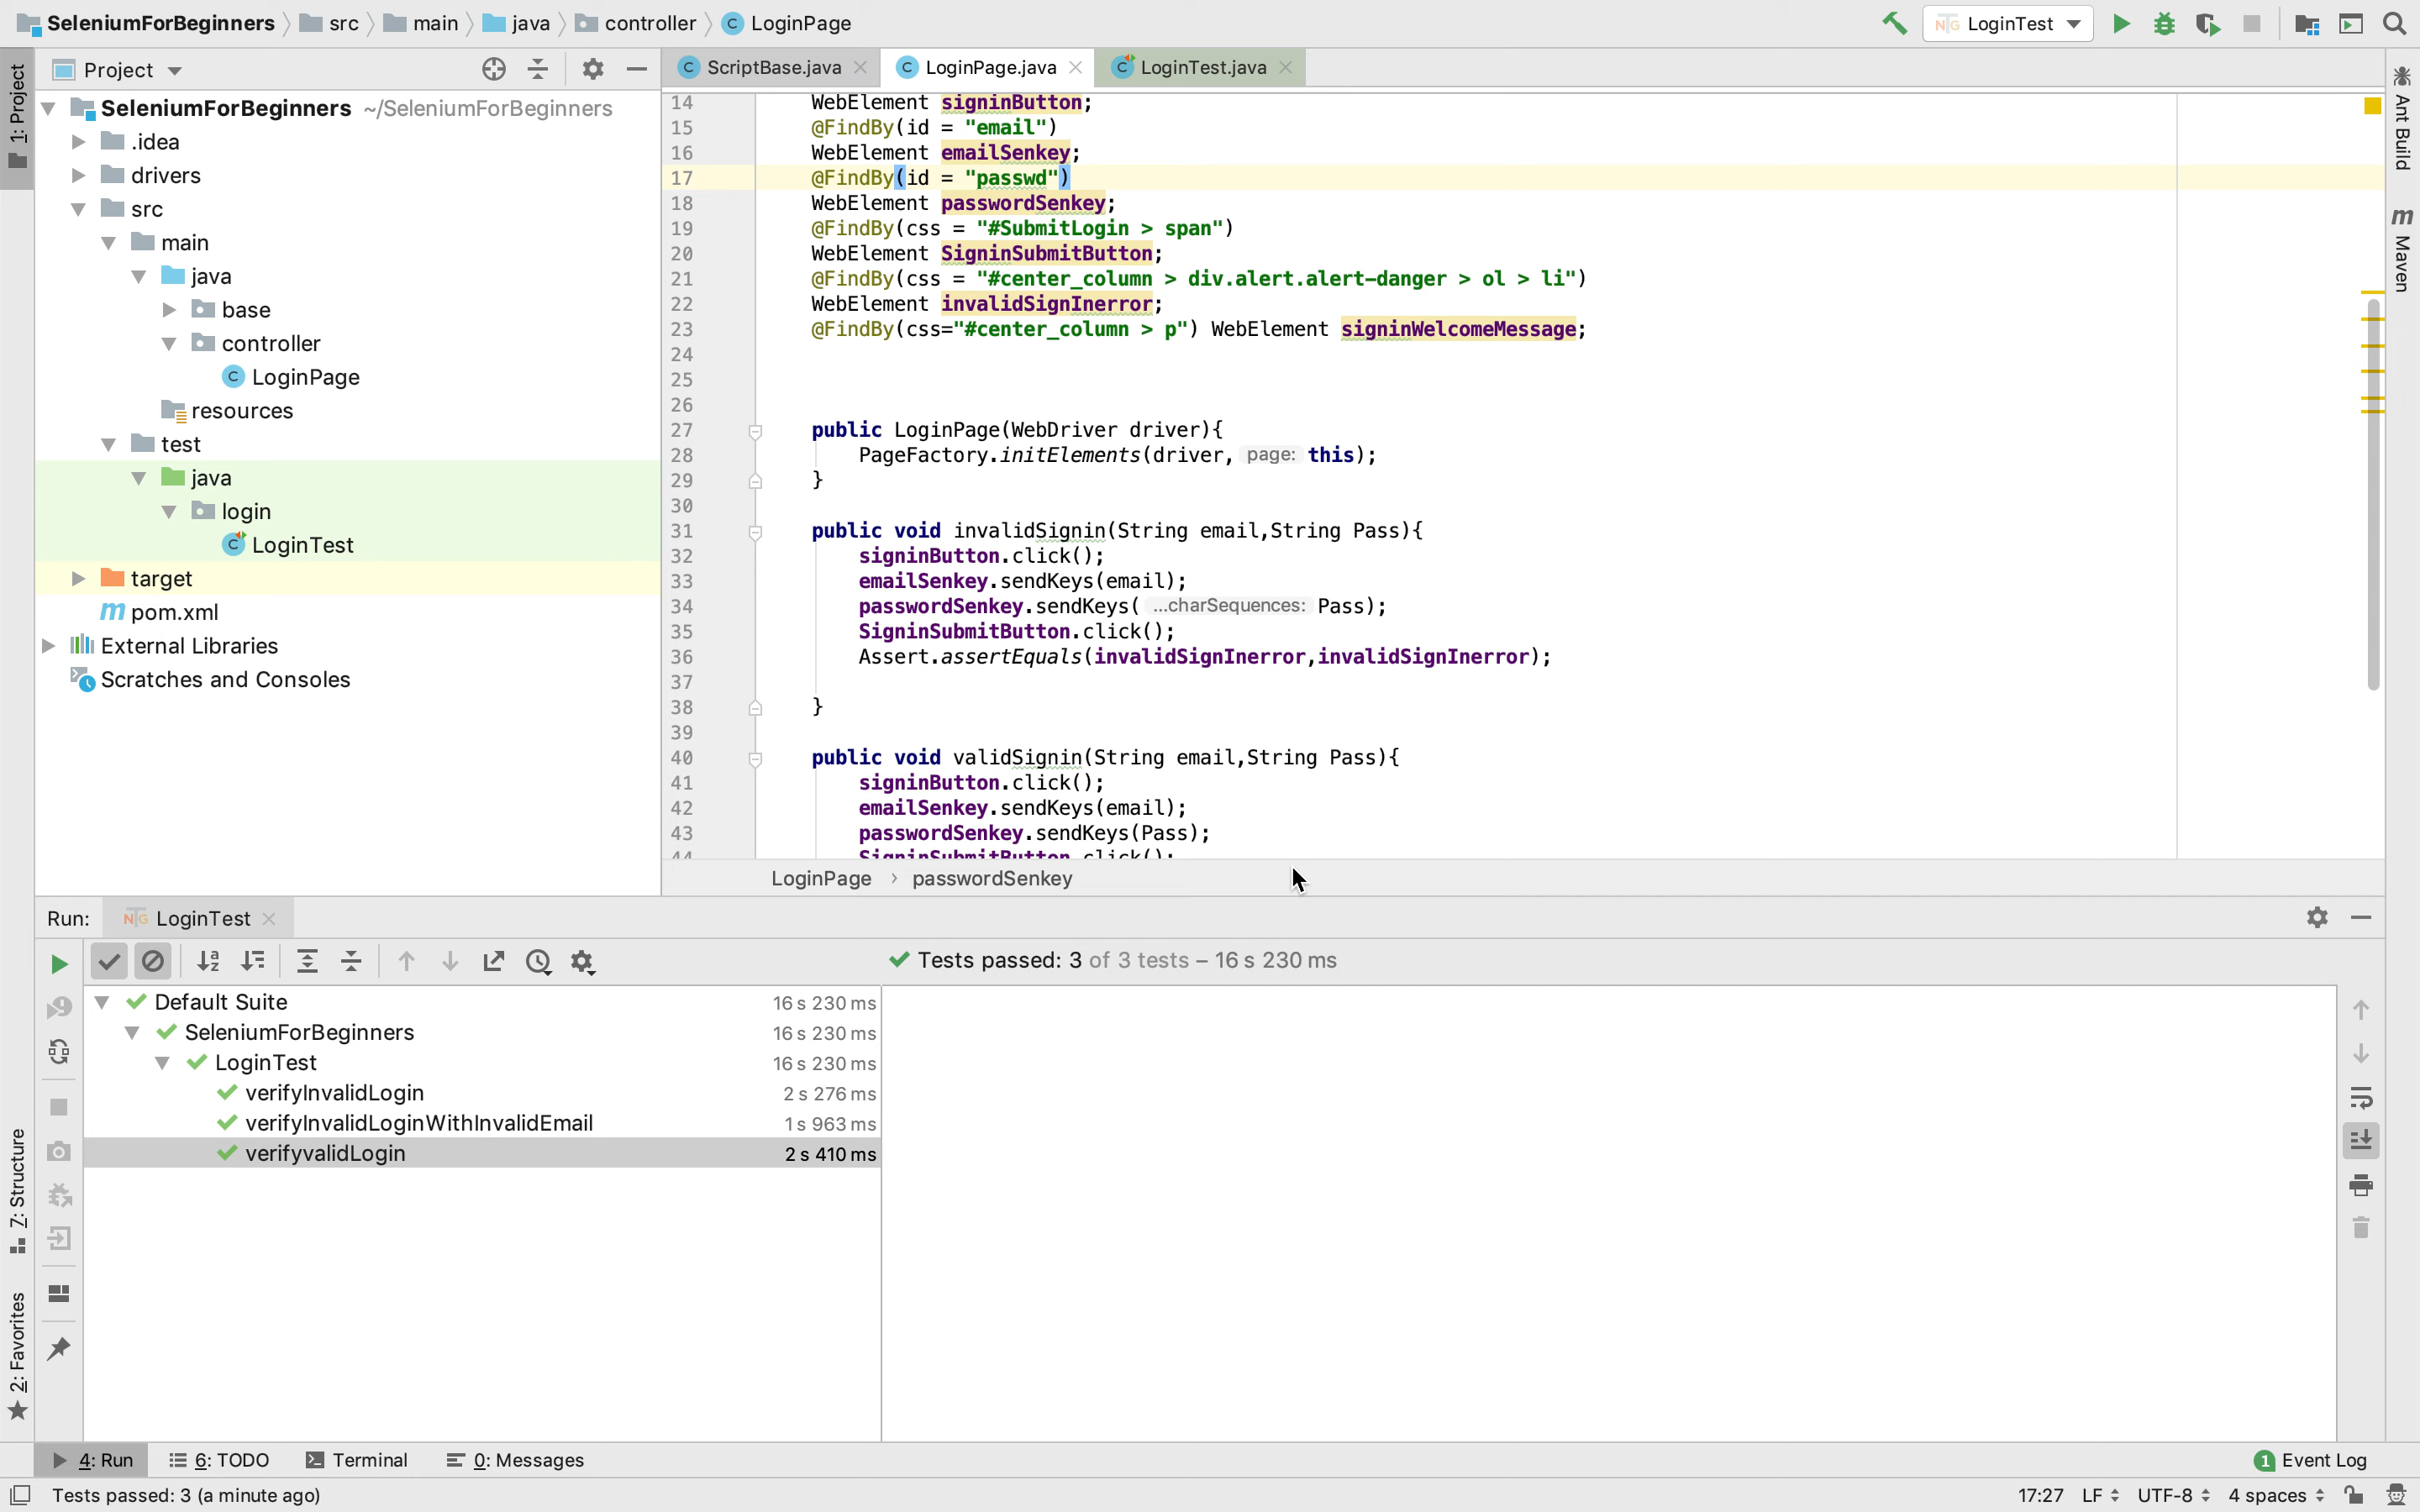 SeleniumForBeginners src main java controller LoginPage
LoginTest
1: Project
Project
ScriptBase.java LoginPage.java LoginTest.java
SeleniumForBeginners ~/SeleniumForBeginners
.idea
drivers
src
main
java
base
controller
LoginPage
resources
test
java
login
LoginTest
target
pom.xml
External Libraries
Scratches and Consoles
14 WebElement signinButton;
15 @FindBy(id = "email")
16 WebElement emailSenkey;
17 @FindBy(id = "passwd")
18 WebElement passwordSenkey;
19 @FindBy(css = "#SubmitLogin > span")
20 WebElement SigninSubmitButton;
21 @FindBy(css = "#center_column > div.alert.alert-danger > ol > li")
22 WebElement invalidSignInerror;
23 @FindBy(css="#center_column > p") WebElement signinWelcomeMessage;
24
25
26
27 public LoginPage(WebDriver driver){
28 PageFactory.initElements(driver, page: this);
29 }
30
31 public void invalidSignin(String email,String Pass){
32 signinButton.click();
33 emailSenkey.sendKeys(email);
34 passwordSenkey.sendKeys( ...charSequences: Pass);
35 SigninSubmitButton.click();
36 Assert.assertEquals(invalidSignInerror,invalidSignInerror);
37
38 }
39
40 public void validSignin(String email,String Pass){
41 signinButton.click();
42 emailSenkey.sendKeys(email);
43 passwordSenkey.sendKeys(Pass);
44 SigninSubmitButton.click();
LoginPage › passwordSenkey
Ant Build
m Maven
Run: LoginTest
Tests passed: 3 of 3 tests – 16 s 230 ms
Default Suite 16 s 230 ms
SeleniumForBeginners 16 s 230 ms
LoginTest 16 s 230 ms
verifyInvalidLogin 2 s 276 ms
verifyInvalidLoginWithInvalidEmail 1 s 963 ms
verifyvalidLogin 2 s 410 ms
7: Structure
2: Favorites
4: Run 6: TODO Terminal 0: Messages 1 Event Log
Tests passed: 3 (a minute ago) 17:27 LF UTF-8 4 spaces